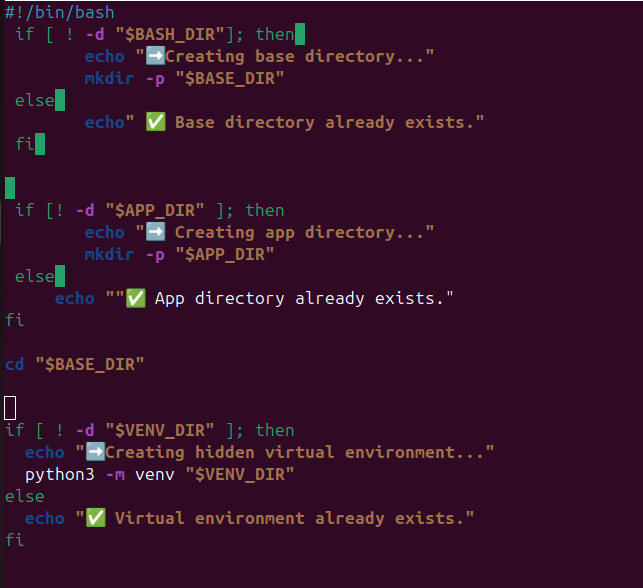 #!/bin/bash
if [ ! -d "$BASH_DIR"]; then
echo "➡️Creating base directory..."
mkdir -p "$BASE_DIR"
else
echo" ✅ Base directory already exists."
fi
if [! -d "$APP_DIR" ]; then
echo "➡️ Creating app directory..."
mkdir -p "$APP_DIR"
else
echo ""✅ App directory already exists."
fi
cd "$BASE_DIR"
if [ ! -d "$VENV_DIR" ]; then
echo "➡️Creating hidden virtual environment..."
python3 -m venv "$VENV_DIR"
else
echo "✅ Virtual environment already exists."
fi